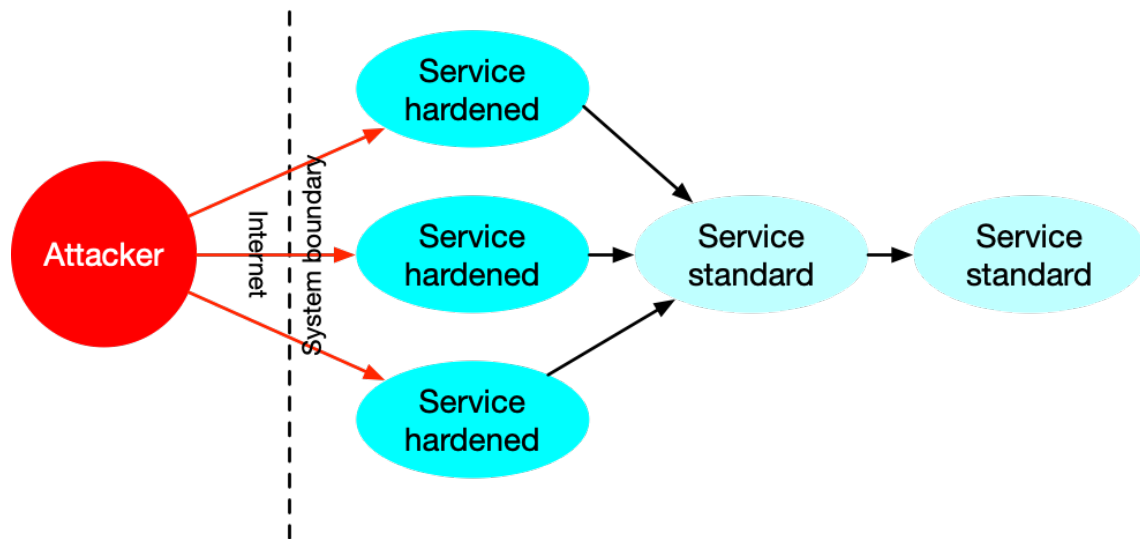 Attacker
Internet
System boundary
Service
hardened
Service
hardened
Service
hardened
Service
standard
Service
standard